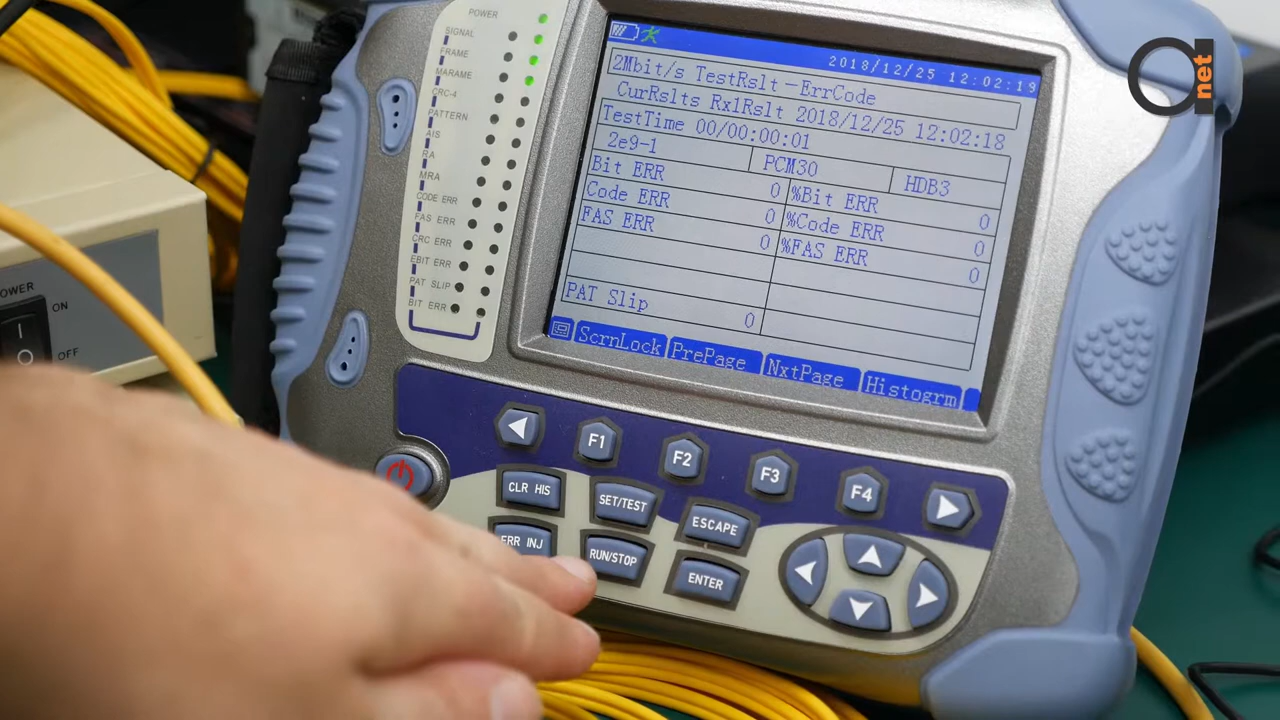 a net
POWER
SIGNAL
FRAME
MARAME
CRC-4
PATTERN
AIS
RA
MRA
CODE ERR
FAS ERR
CRC ERR
EBIT ERR
PAT SLIP
BIT ERR
2018/12/25 12:02:19
2Mbit/s TestRslt-ErrCode
CurRslts Rx1Rslt 2018/12/25 12:02:18
TestTime 00/00:00:01
2e9-1 PCM30 HDB3
Bit ERR 0 %Bit ERR 0
Code ERR 0 %Code ERR 0
FAS ERR 0 %FAS ERR 0
PAT Slip 0
ScrnLock PrePage NxtPage Histogrm
F1 F2 F3 F4
CLR HIS SET/TEST ESCAPE
ERR INJ RUN/STOP ENTER
OWER
ON
OFF